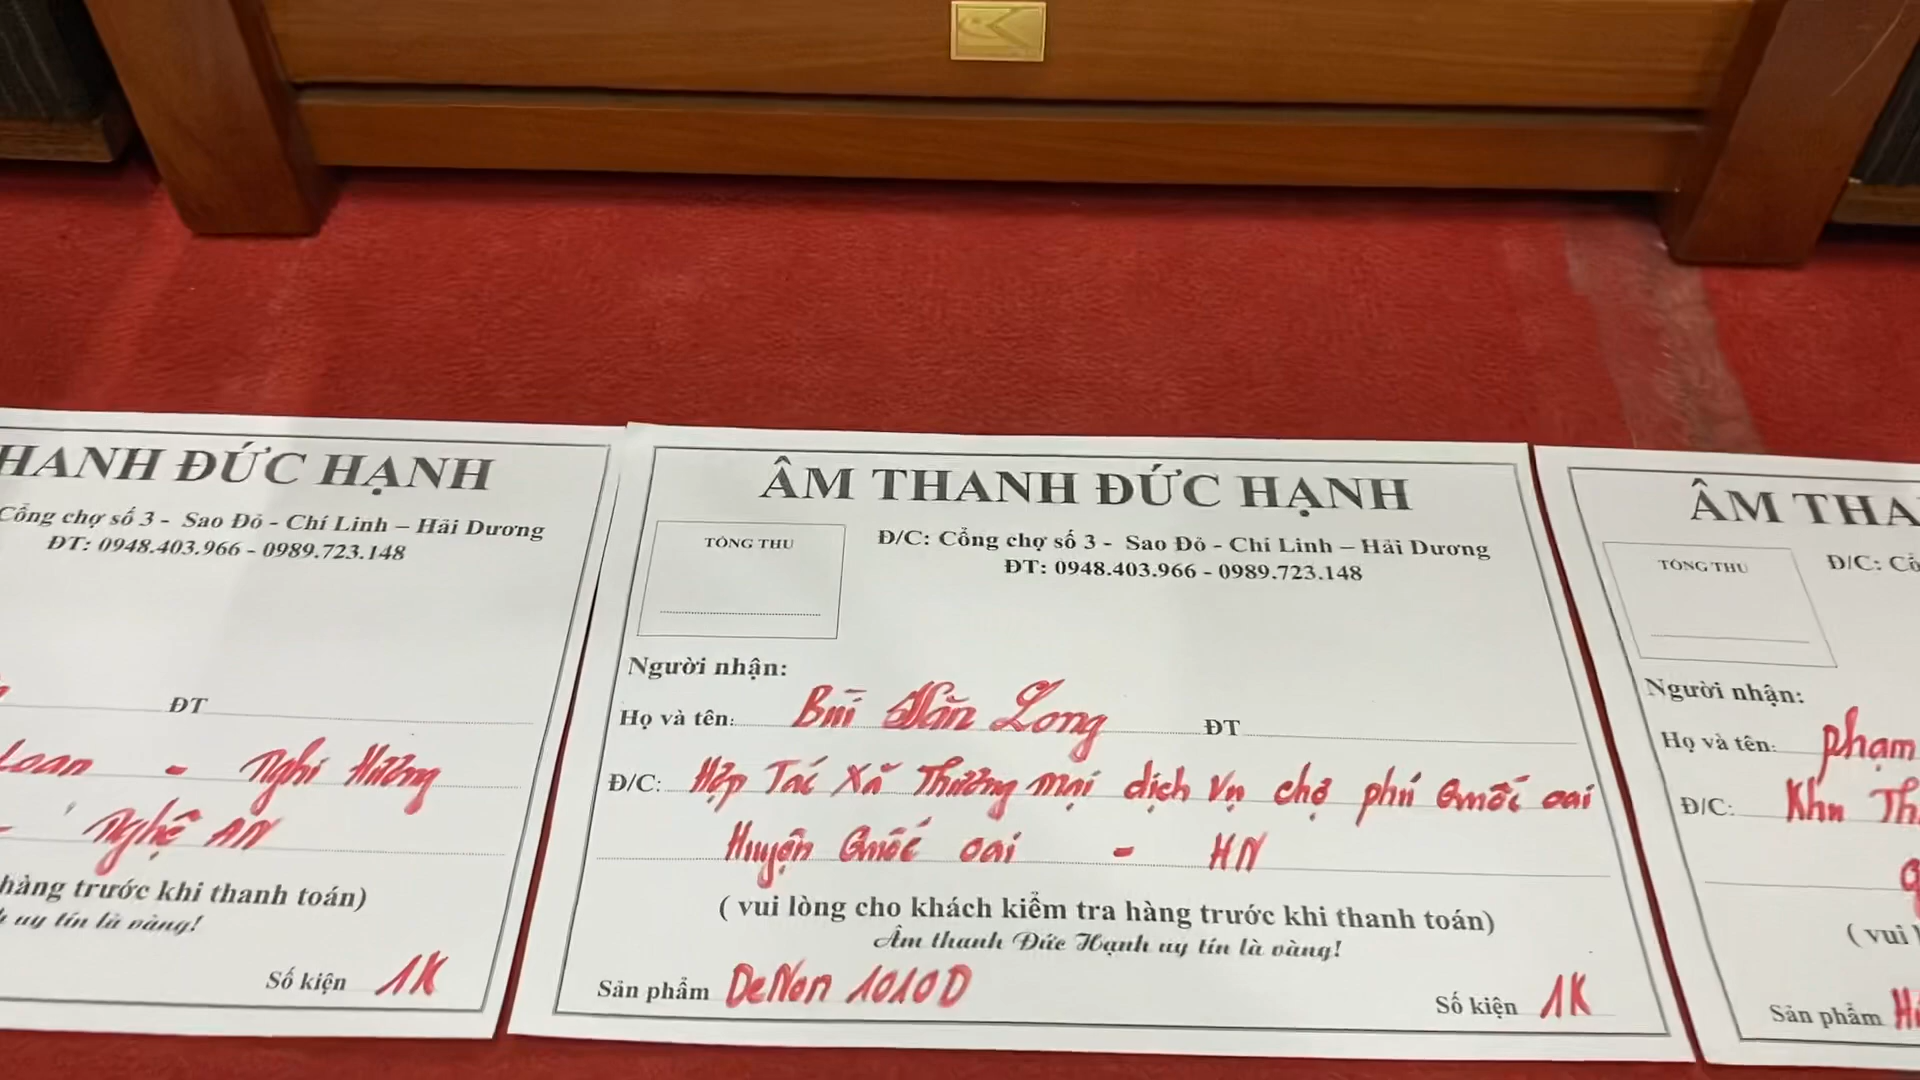 HANH ĐỨC HẠNH
Cổng chợ số 3 - Sao Đỏ - Chí Linh – Hải Dương
ĐT: 0948.403.966 - 0989.723.148
ĐT
Loan - Nghi Hương
- Nghệ AN
hàng trước khi thanh toán)
uy tín là vàng!
Số kiện 1K
ÂM THANH ĐỨC HẠNH
TỔNG THU
Đ/C: Cổng chợ số 3 - Sao Đỏ - Chí Linh – Hải Dương
ĐT: 0948.403.966 - 0989.723.148
Người nhận:
Họ và tên: Bùi Văn Long ĐT
Đ/C: Hợp Tác Xã Thương mại dịch Vụ chợ phủ Quốc oai
Huyện Quốc oai - HN
( vui lòng cho khách kiểm tra hàng trước khi thanh toán)
Âm thanh Đức Hạnh uy tín là vàng!
Sản phẩm DeNon 1010D Số kiện 1K
ÂM THA
TỔNG THU
Đ/C: Cổ
Người nhận:
Họ và tên: phạm
Đ/C: Khu Th
( vui l
Sản phẩm